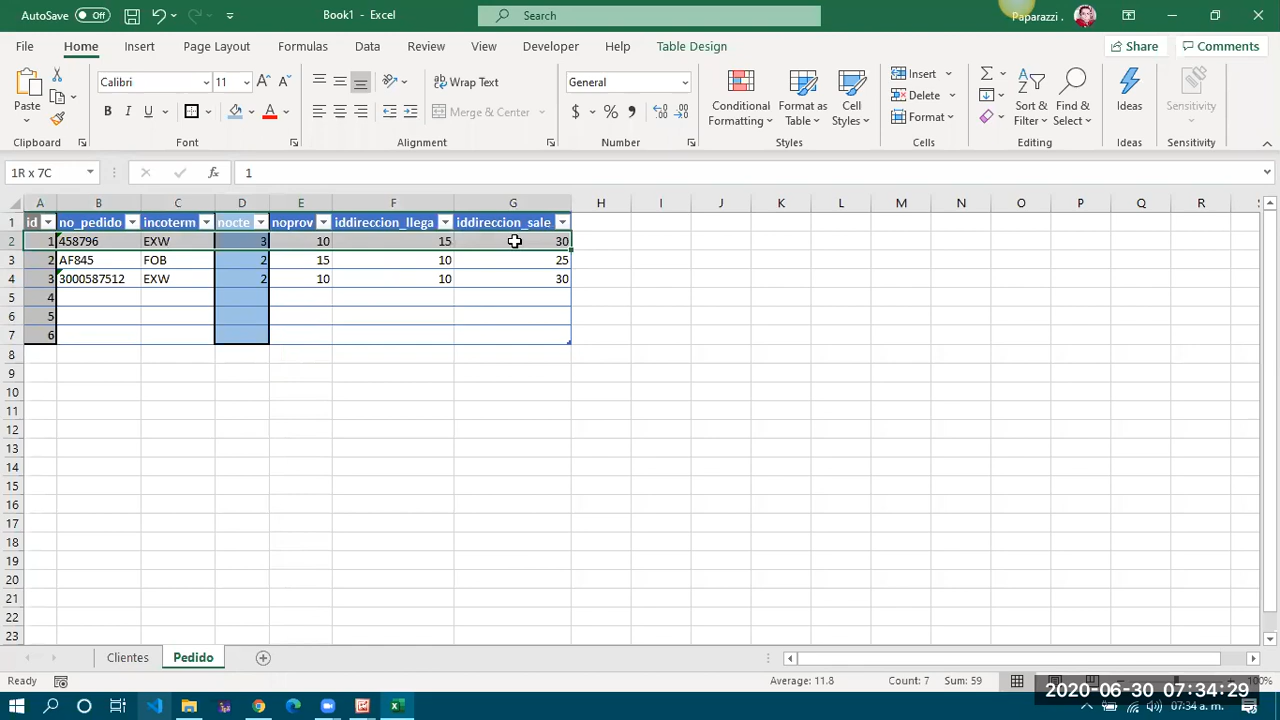 AutoSave Off Book1 - Excel Search Paparazzi .
File Home Insert Page Layout Formulas Data Review View Developer Help Table Design Share Comments
Paste Calibri 11 Wrap Text General Conditional Formatting Format as Table Cell Styles Insert Sort & Filter Find & Select Ideas Sensitivity
B I U Merge & Center $ % Delete
Format
Clipboard Font Alignment Number Styles Cells Editing Ideas Sensitivity
1R x 7C fx 1
A B C D E F G H I J K L M N O P Q R
1 id no_pedido incoterm nocte noprov iddireccion_llega iddireccion_sale
2 1 458796 EXW 3 10 15 30
3 2 AF845 FOB 2 15 10 25
4 3 3000587512 EXW 2 10 10 30
5 4
6 5
7 6
8
9
10
11
12
13
14
15
16
17
18
19
20
21
22
23
Clientes Pedido
Ready Average: 11.8 Count: 7 Sum: 59 100%
2020-06-30 07:34:29
07:34 a. m.